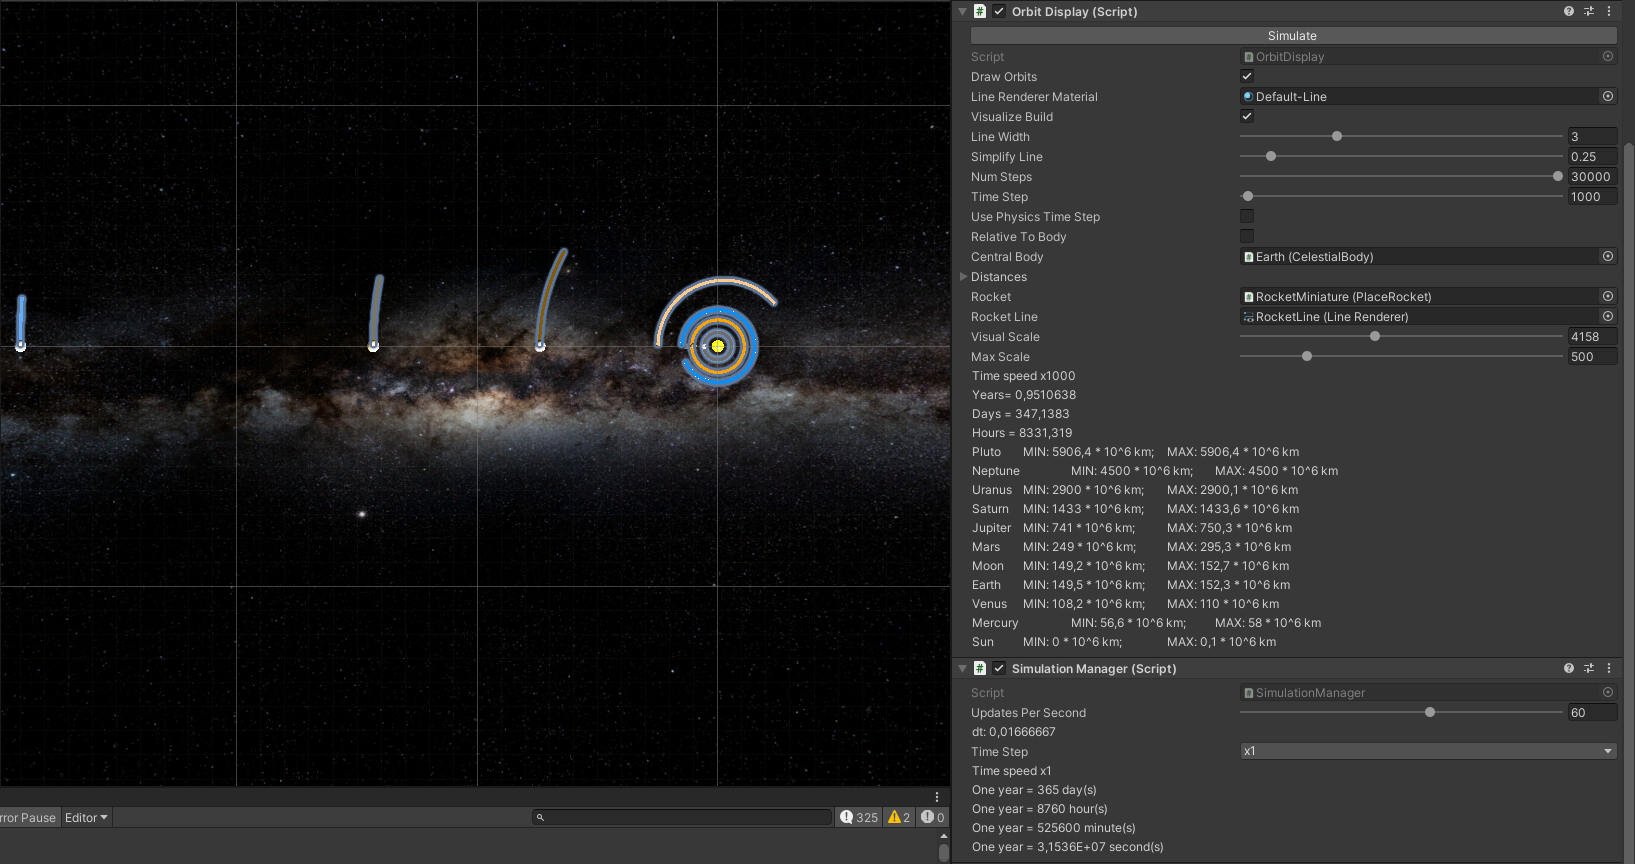 Orbit Display (Script)
Simulate
Script OrbitDisplay
Draw Orbits
Line Renderer Material Default-Line
Visualize Build
Line Width 3
Simplify Line 0.25
Num Steps 30000
Time Step 1000
Use Physics Time Step
Relative To Body
Central Body Earth (CelestialBody)
Distances
Rocket RocketMiniature (PlaceRocket)
Rocket Line RocketLine (Line Renderer)
Visual Scale 4158
Max Scale 500
Time speed x1000
Years= 0,9510638
Days = 347,1383
Hours = 8331,319
Pluto MIN: 5906,4 * 10^6 km; MAX: 5906,4 * 10^6 km
Neptune MIN: 4500 * 10^6 km; MAX: 4500 * 10^6 km
Uranus MIN: 2900 * 10^6 km; MAX: 2900,1 * 10^6 km
Saturn MIN: 1433 * 10^6 km; MAX: 1433,6 * 10^6 km
Jupiter MIN: 741 * 10^6 km; MAX: 750,3 * 10^6 km
Mars MIN: 249 * 10^6 km; MAX: 295,3 * 10^6 km
Moon MIN: 149,2 * 10^6 km; MAX: 152,7 * 10^6 km
Earth MIN: 149,5 * 10^6 km; MAX: 152,3 * 10^6 km
Venus MIN: 108,2 * 10^6 km; MAX: 110 * 10^6 km
Mercury MIN: 56,6 * 10^6 km; MAX: 58 * 10^6 km
Sun MIN: 0 * 10^6 km; MAX: 0,1 * 10^6 km
Simulation Manager (Script)
Script SimulationManager
Updates Per Second 60
dt: 0,01666667
Time Step x1
Time speed x1
One year = 365 day(s)
One year = 8760 hour(s)
One year = 525600 minute(s)
One year = 3,1536E+07 second(s)
rror Pause Editor 325 2 0